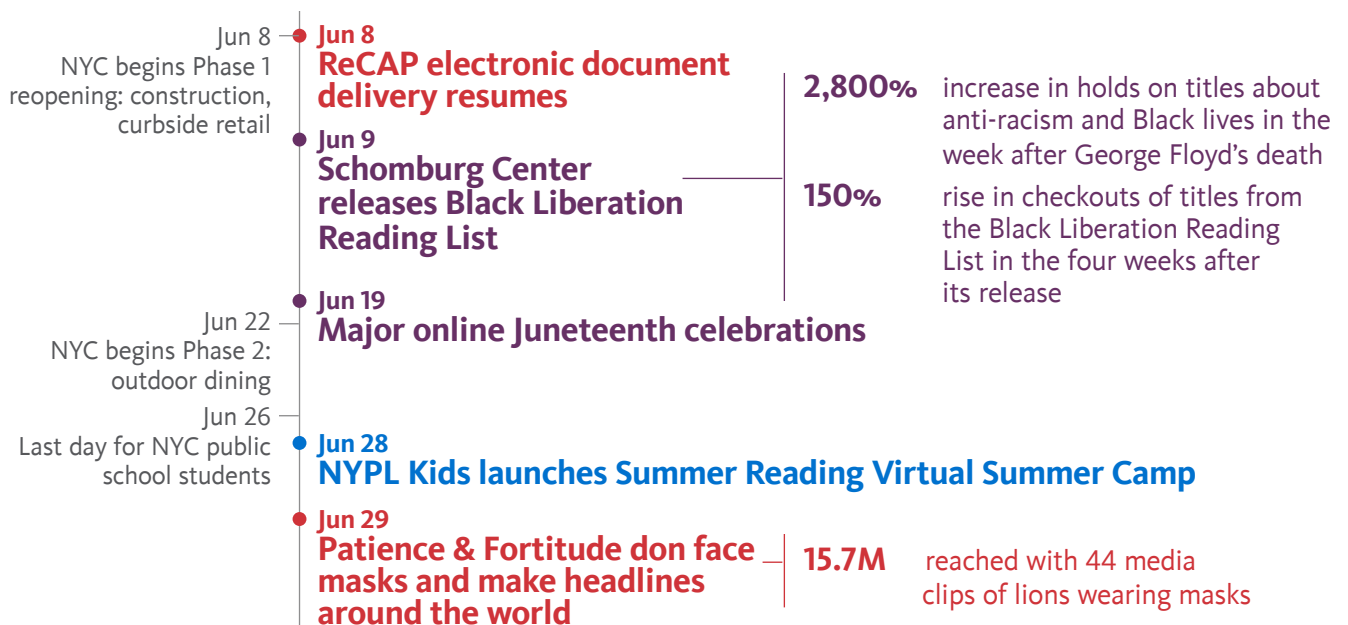 Jun 8
NYC begins Phase 1
reopening: construction,
curbside retail
Jun 8
ReCAP electronic document
delivery resumes
Jun 9
Schomburg Center
releases Black Liberation
Reading List
2,800% increase in holds on titles about
anti-racism and Black lives in the
week after George Floyd’s death
150% rise in checkouts of titles from
the Black Liberation Reading
List in the four weeks after
its release
Jun 19
Major online Juneteenth celebrations
Jun 22
NYC begins Phase 2:
outdoor dining
Jun 26
Last day for NYC public
school students
Jun 28
NYPL Kids launches Summer Reading Virtual Summer Camp
Jun 29
Patience & Fortitude don face
masks and make headlines
around the world
15.7M reached with 44 media
clips of lions wearing masks